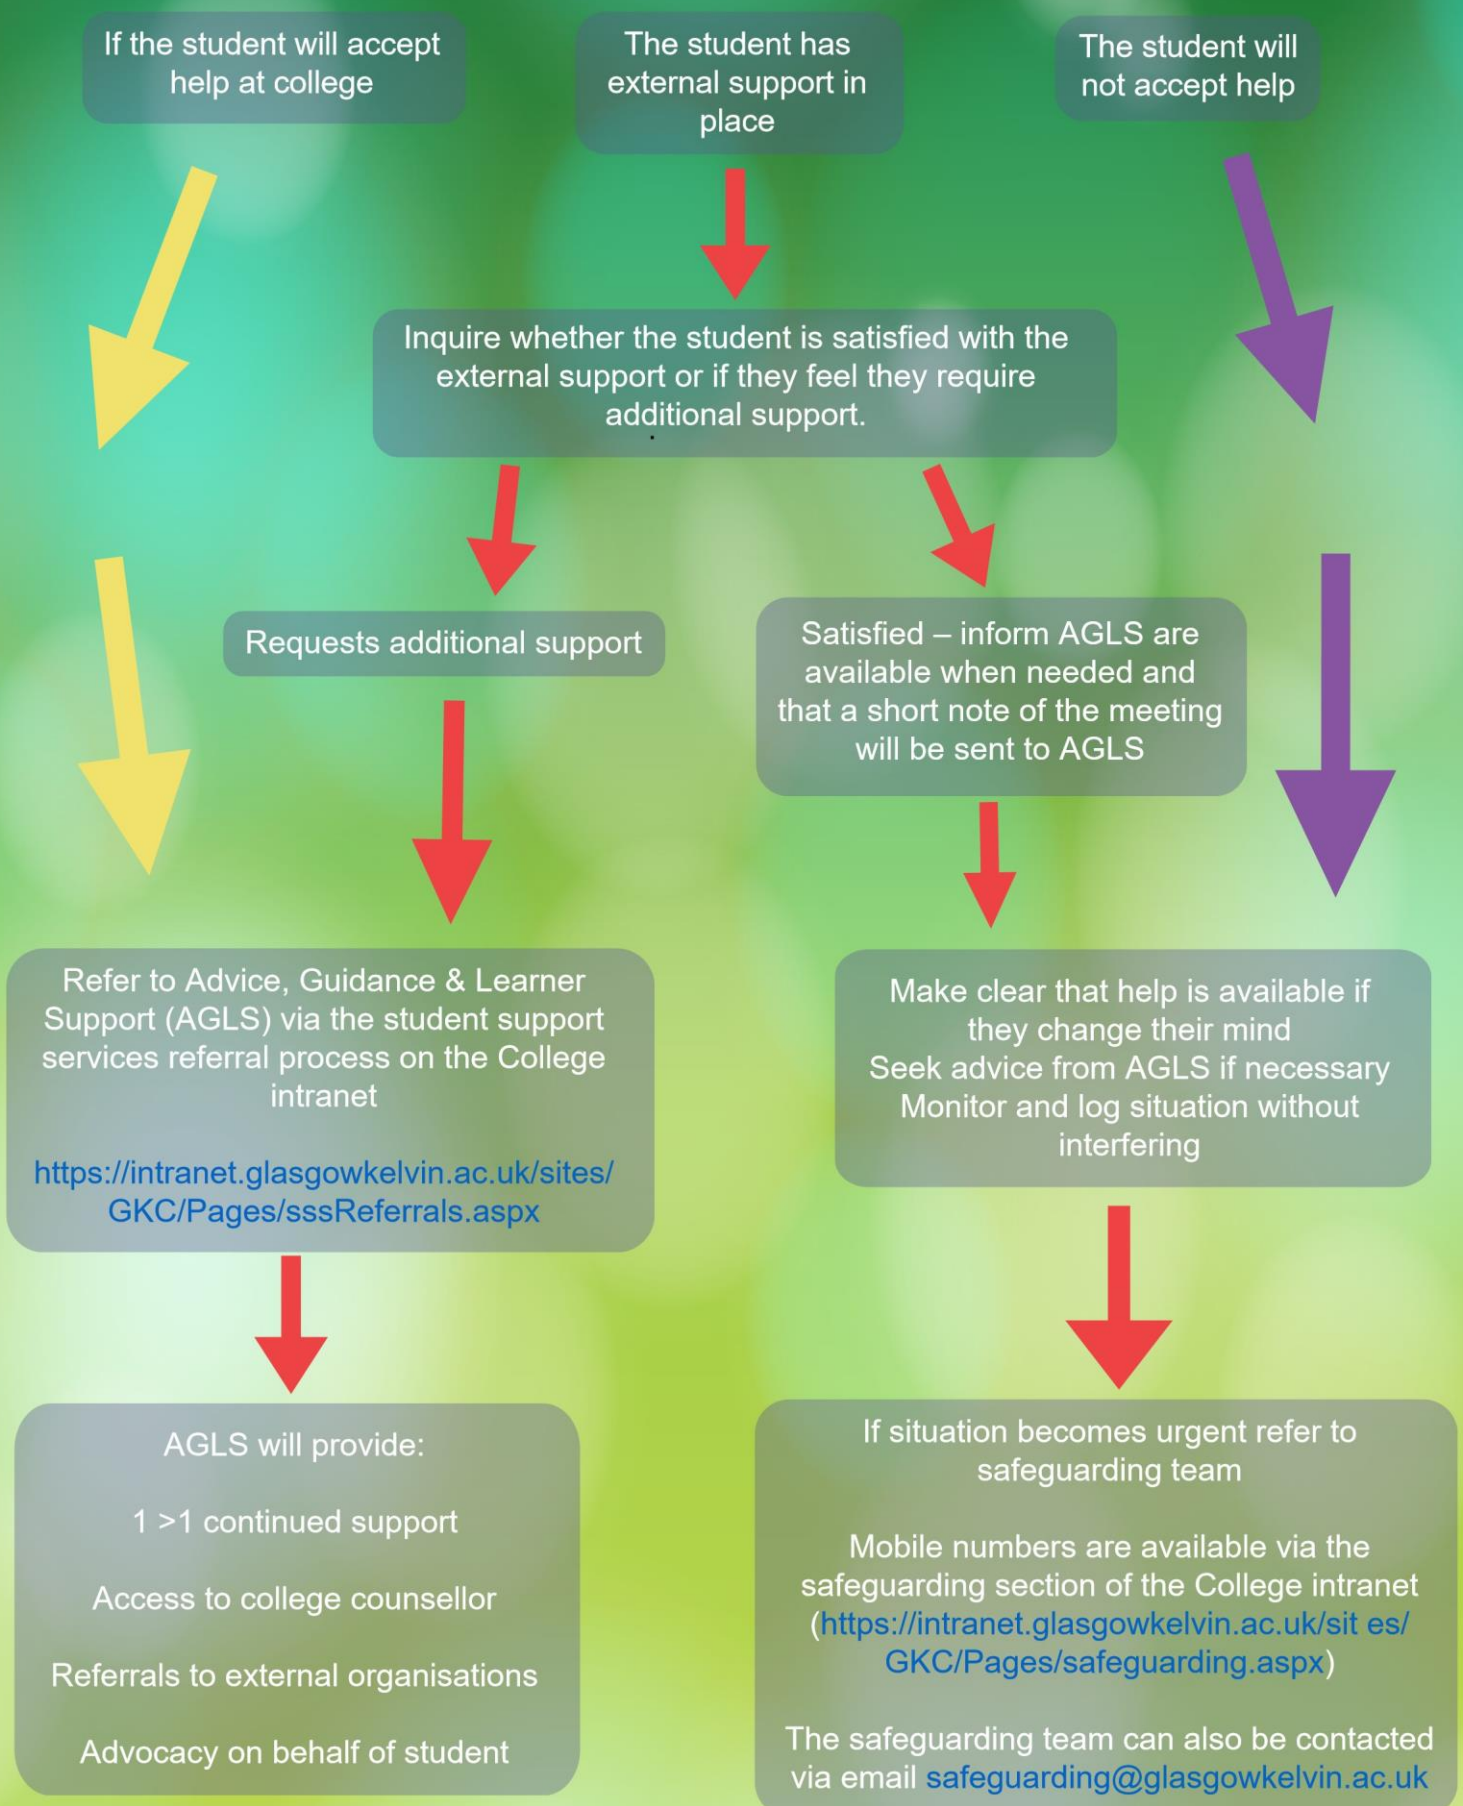 If the student will accept
help at college
The student has
external support in
place
The student will
not accept help
Inquire whether the student is satisfied with the
external support or if they feel they require
additional support.
.
Requests additional support
Satisfied – inform AGLS are
available when needed and
that a short note of the meeting
will be sent to AGLS
Refer to Advice, Guidance & Learner
Support (AGLS) via the student support
services referral process on the College
intranet
https://intranet.glasgowkelvin.ac.uk/sites/
GKC/Pages/sssReferrals.aspx
Make clear that help is available if
they change their mind
Seek advice from AGLS if necessary
Monitor and log situation without
interfering
AGLS will provide:
1 >1 continued support
Access to college counsellor
Referrals to external organisations
Advocacy on behalf of student
If situation becomes urgent refer to
safeguarding team
Mobile numbers are available via the
safeguarding section of the College intranet
(https://intranet.glasgowkelvin.ac.uk/sit es/
GKC/Pages/safeguarding.aspx)
The safeguarding team can also be contacted
via email safeguarding@glasgowkelvin.ac.uk